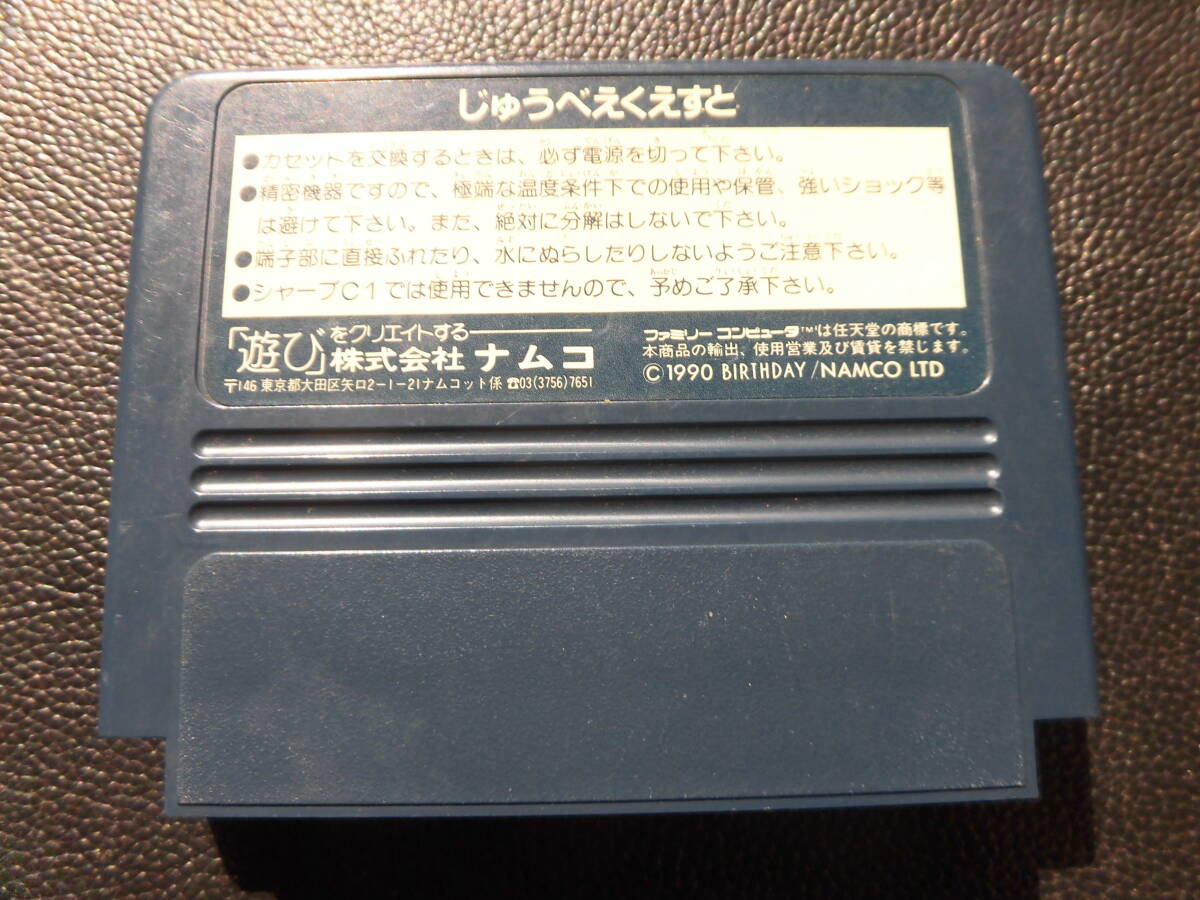 じゅうべえくえすと
●カセットを交換するときは、必ず電源を切って下さい。
●精密機器ですので、極端な温度条件下での使用や保管、強いショック等
は避けて下さい。また、絶対に分解はしないで下さい。
●端子部に直接ふれたり、水にぬらしたりしないようご注意下さい。
●シャープC1では使用できませんので、予めご了承下さい。
「遊び」をクリエイトする
株式会社 ナムコ
〒146 東京都大田区矢口2-1-21ナムコット係 ☎03(3756)7651
ファミリーコンピュータ™は任天堂の商標です。
本商品の輸出、使用営業及び賃貸を禁じます。
©1990 BIRTHDAY/NAMCO LTD